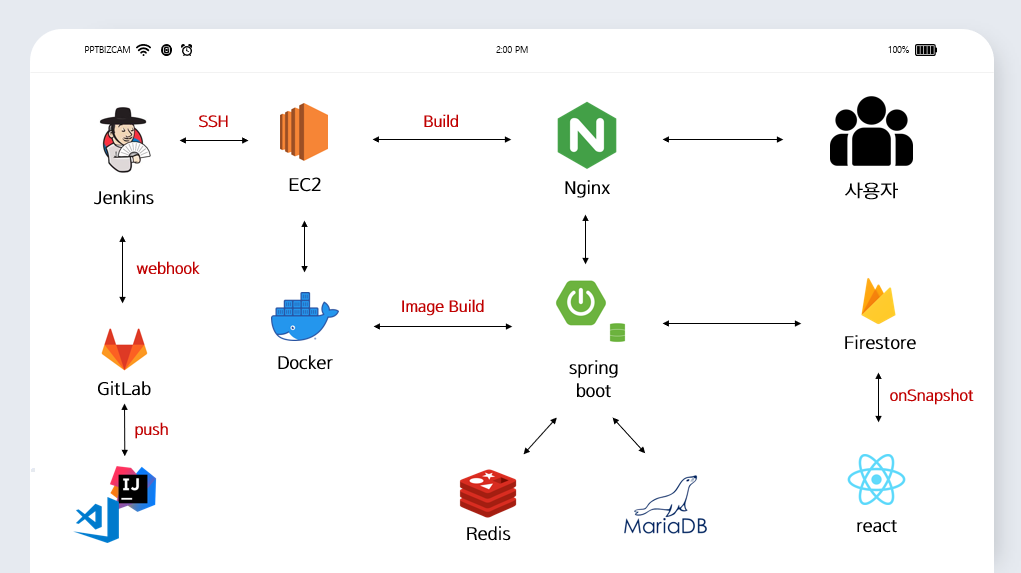 PPTBIZCAM
2:00 PM
100%
SSH
Build
EC2
Nginx
Jenkins
사용자
webhook
Image Build
Docker
Firestore
spring
boot
GitLab
onSnapshot
push
IJ
Redis
MariaDB
react